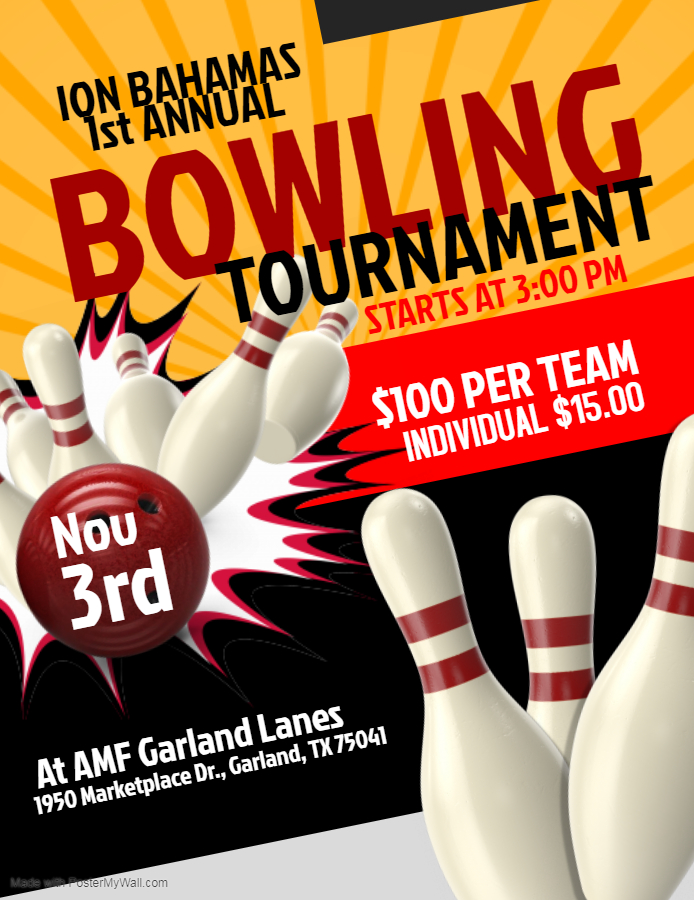 ION BAHAMAS
1st ANNUAL
BOWLING
TOURNAMENT
STARTS AT 3:00 PM
$100 PER TEAM
INDIVIDUAL $15.00
Nov
3rd
At AMF Garland Lanes
1950 Marketplace Dr., Garland, TX 75041
Made with PosterMyWall.com